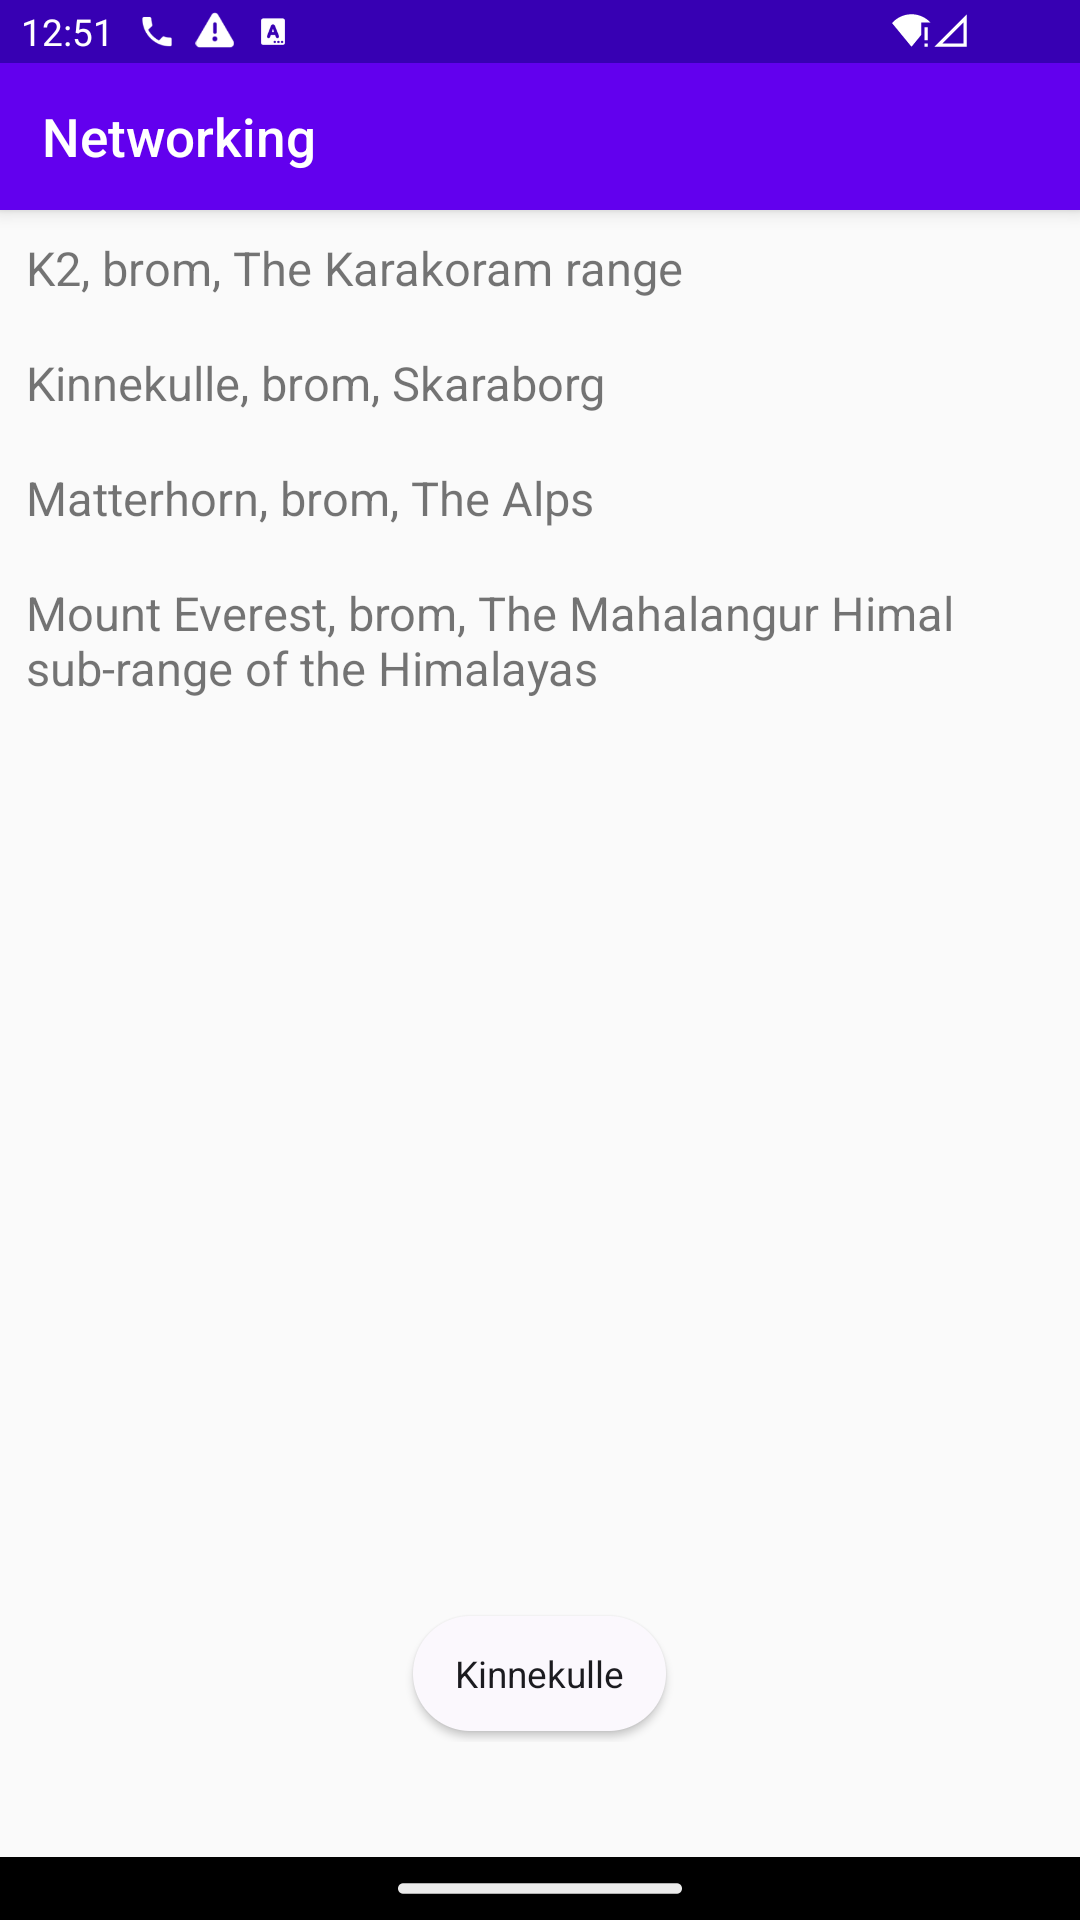 12:51
Networking
K2, brom, The Karakoram range
Kinnekulle, brom, Skaraborg
Matterhorn, brom, The Alps
Mount Everest, brom, The Mahalangur Himal
sub-range of the Himalayas
Kinnekulle